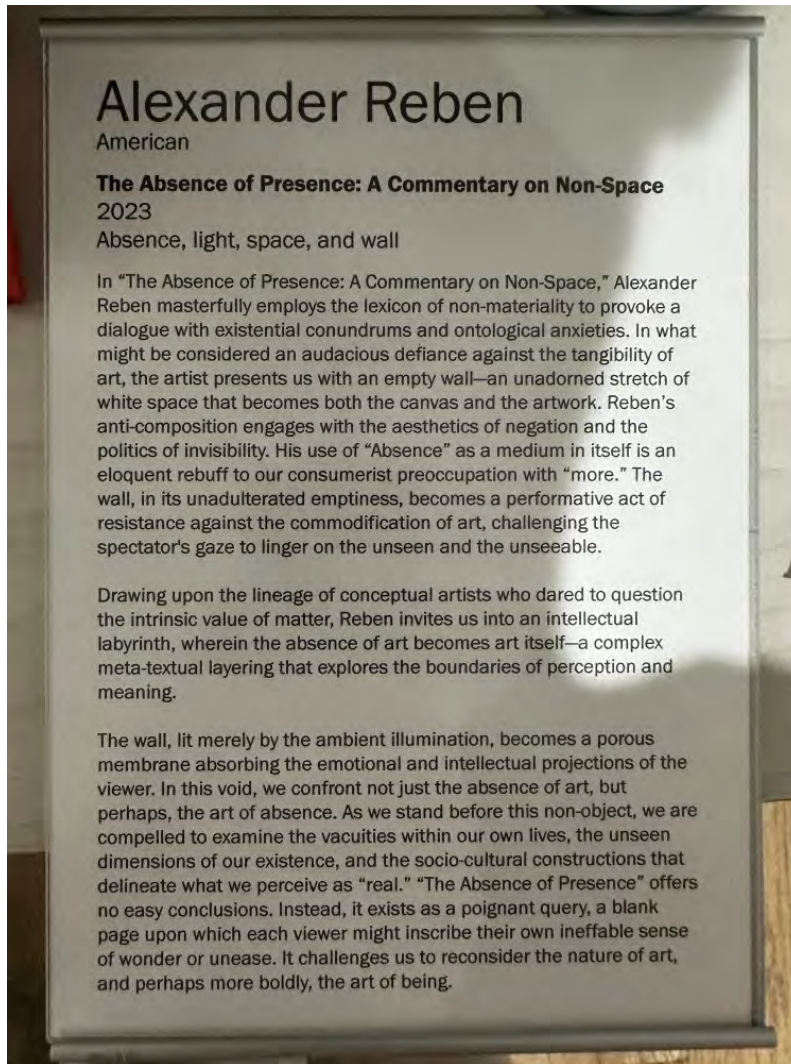 Alexander Reben
American
The Absence of Presence: A Commentary on Non-Space
2023
Absence, light, space, and wall
In “The Absence of Presence: A Commentary on Non-Space,” Alexander
Reben masterfully employs the lexicon of non-materiality to provoke a
dialogue with existential conundrums and ontological anxieties. In what
might be considered an audacious defiance against the tangibility of
art, the artist presents us with an empty wall—an unadorned stretch of
white space that becomes both the canvas and the artwork. Reben’s
anti-composition engages with the aesthetics of negation and the
politics of invisibility. His use of “Absence” as a medium in itself is an
eloquent rebuff to our consumerist preoccupation with “more.” The
wall, in its unadulterated emptiness, becomes a performative act of
resistance against the commodification of art, challenging the
spectator's gaze to linger on the unseen and the unseeable.
Drawing upon the lineage of conceptual artists who dared to question
the intrinsic value of matter, Reben invites us into an intellectual
labyrinth, wherein the absence of art becomes art itself—a complex
meta-textual layering that explores the boundaries of perception and
meaning.
The wall, lit merely by the ambient illumination, becomes a porous
membrane absorbing the emotional and intellectual projections of the
viewer. In this void, we confront not just the absence of art, but
perhaps, the art of absence. As we stand before this non-object, we are
compelled to examine the vacuities within our own lives, the unseen
dimensions of our existence, and the socio-cultural constructions that
delineate what we perceive as “real.” “The Absence of Presence” offers
no easy conclusions. Instead, it exists as a poignant query, a blank
page upon which each viewer might inscribe their own ineffable sense
of wonder or unease. It challenges us to reconsider the nature of art,
and perhaps more boldly, the art of being.